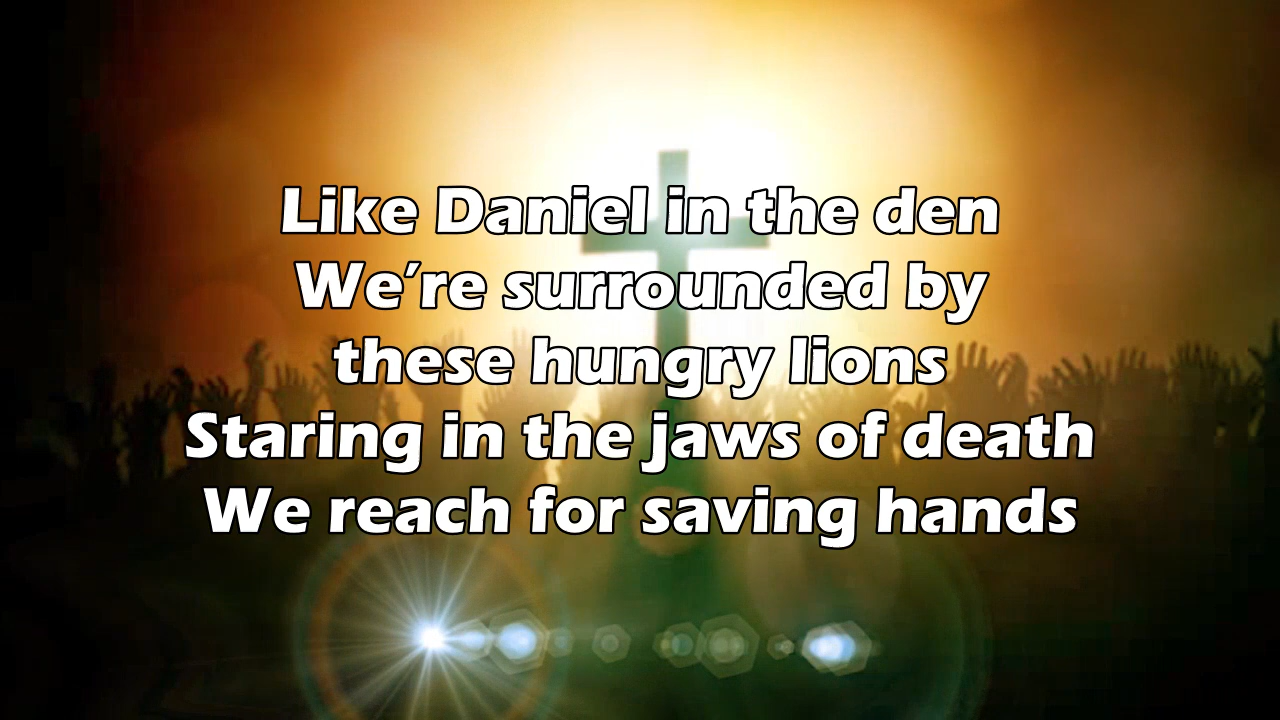 Like Daniel in the den
We’re surrounded by
these hungry lions
Staring in the jaws of death
We reach for saving hands